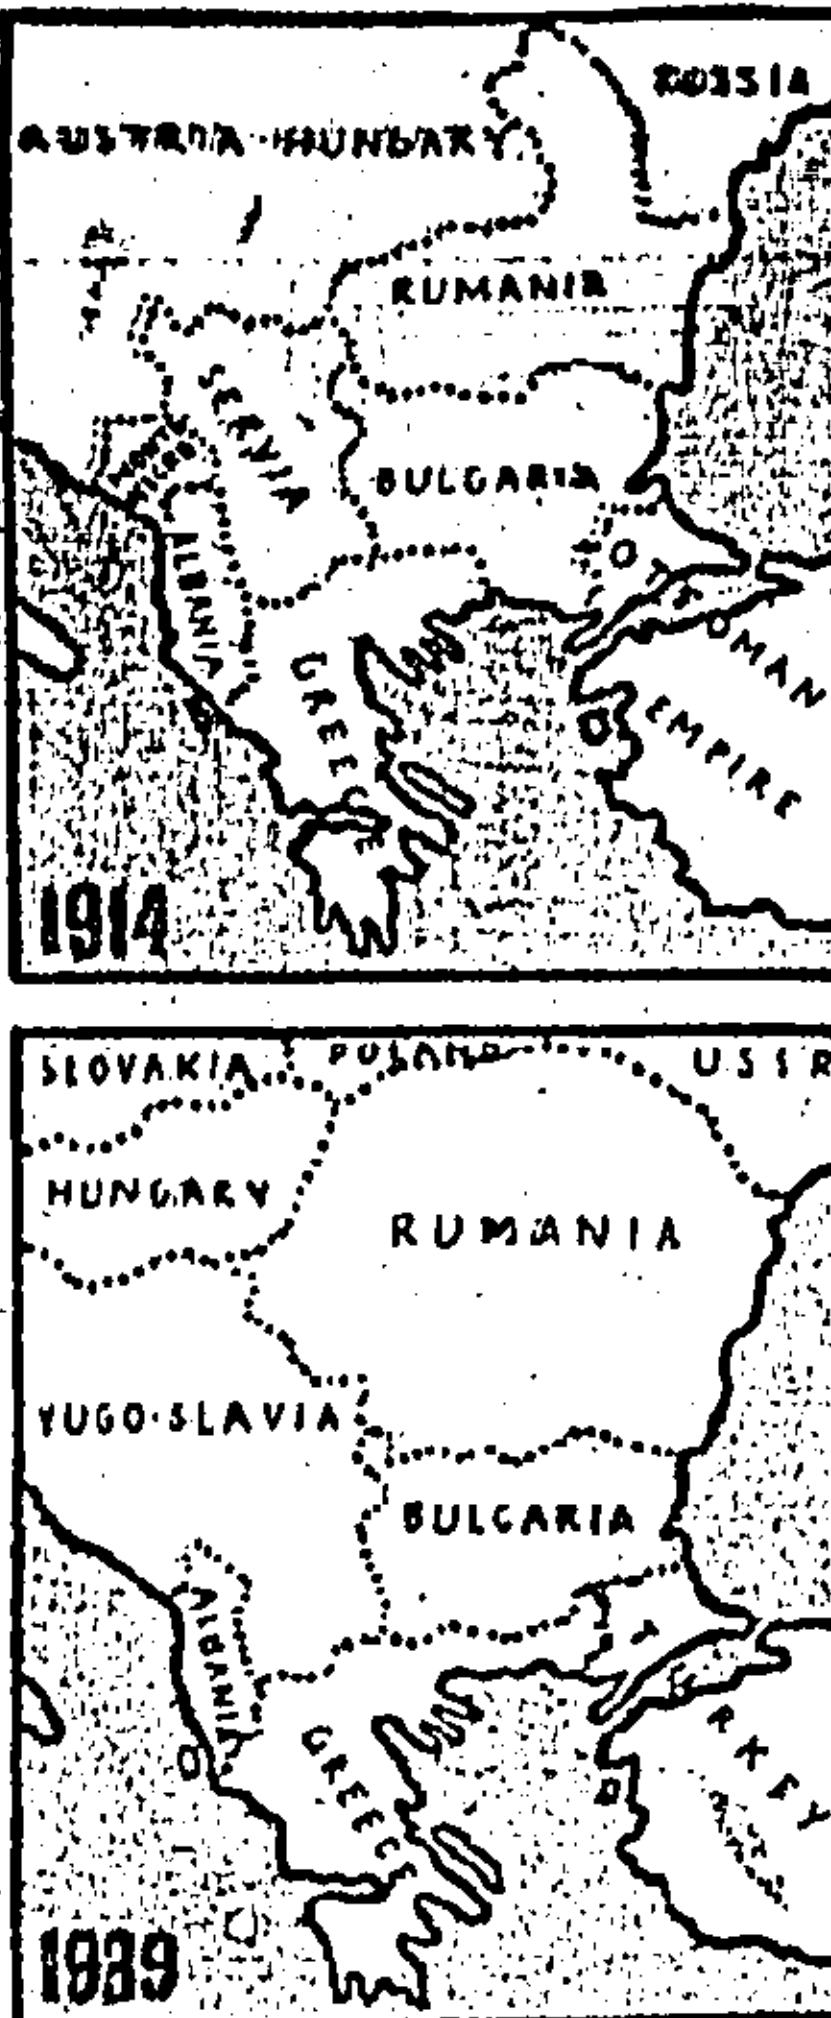 RUSSIA
AUSTRIA-HUNGARY
RUMANIA
SERVIA
MONTENEGRO
BULGARIA
ALBANIA
OTTOMAN
EMPIRE
GREECE
1914
SLOVAKIA
POLAND
USSR
HUNGARY
RUMANIA
YUGO-SLAVIA
BULGARIA
ALBANIA
TURKEY
GREECE
1939